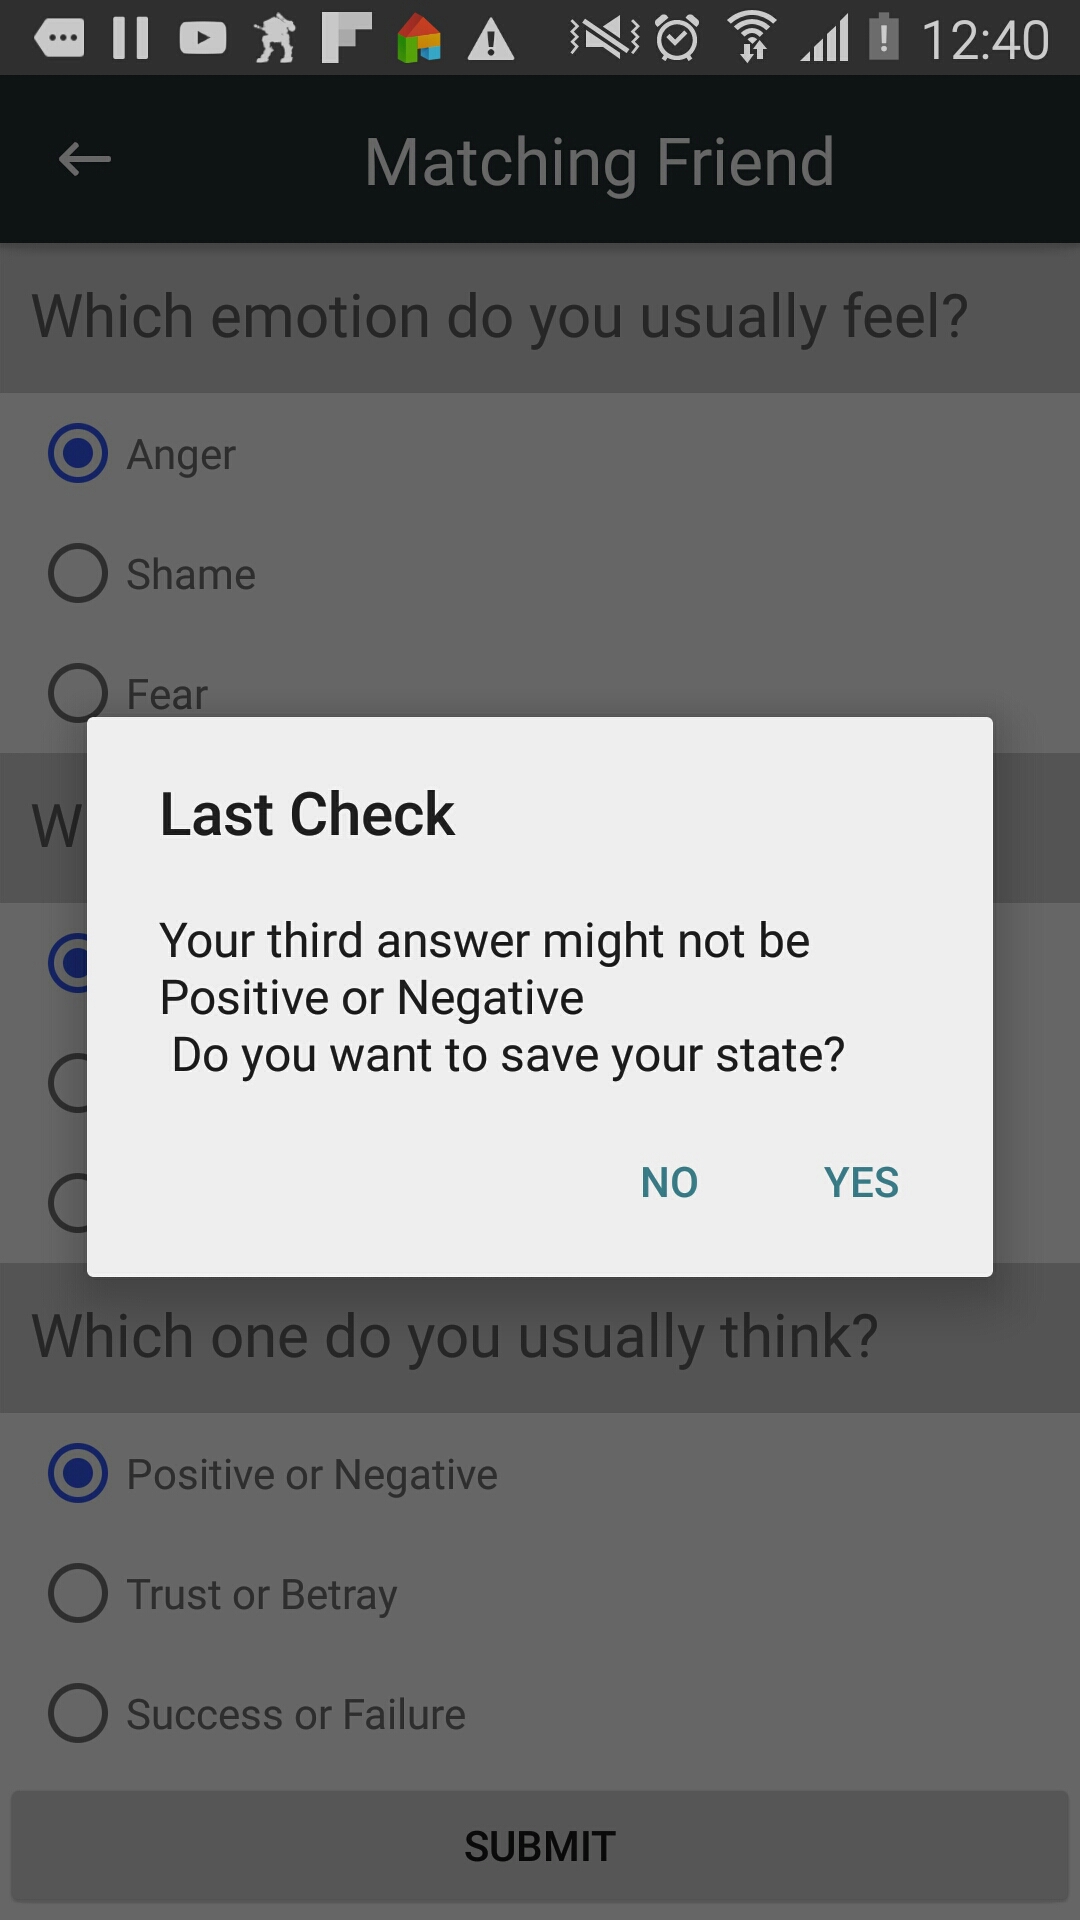 12:40
Matching Friend
Which emotion do you usually feel?
Anger
Shame
Fear
W
Last Check
Your third answer might not be
Positive or Negative
Do you want to save your state?
NO YES
Which one do you usually think?
Positive or Negative
Trust or Betray
Success or Failure
SUBMIT